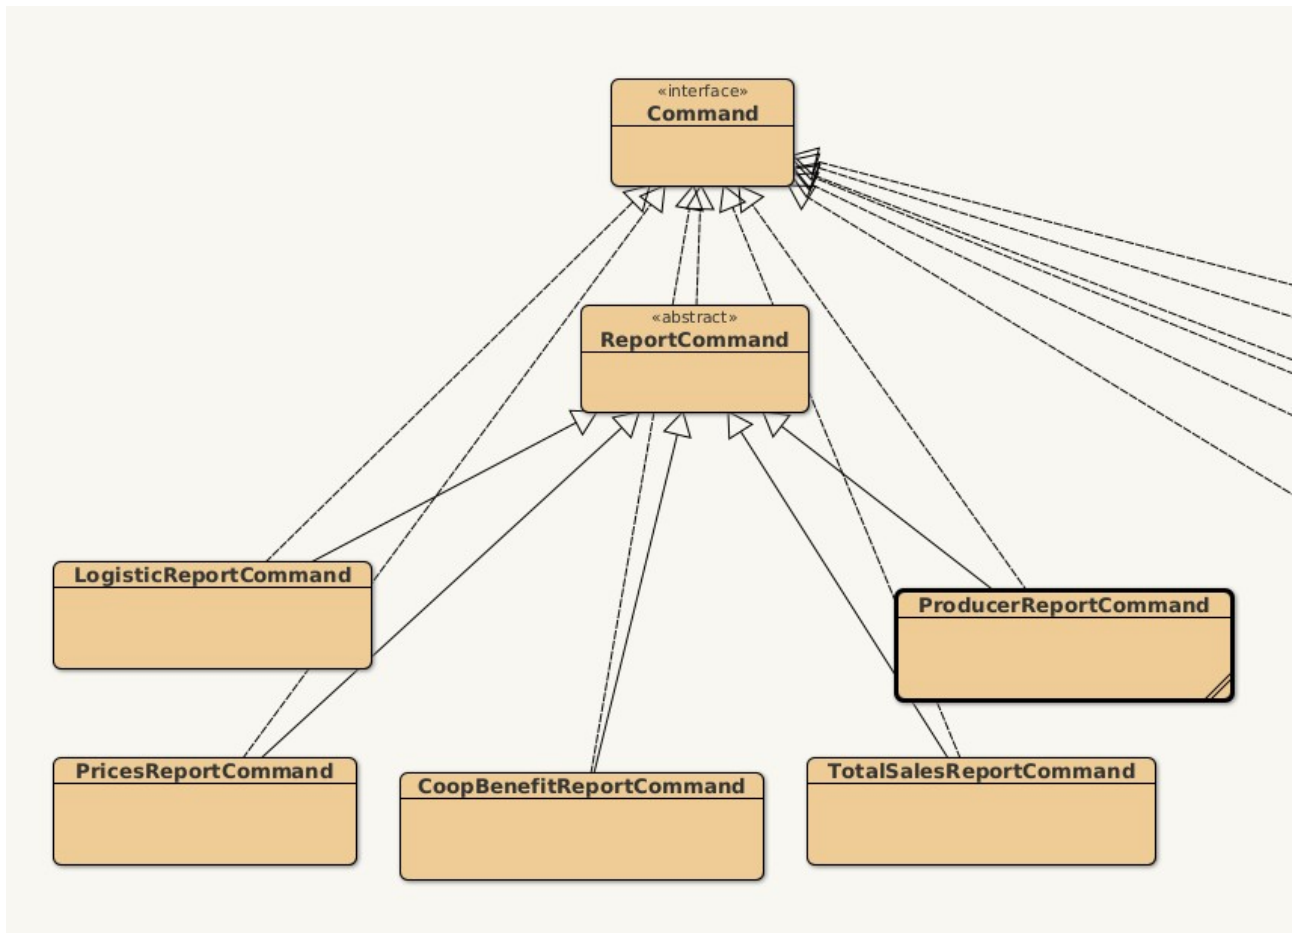 «interface»
Command
«abstract»
ReportCommand
LogisticReportCommand
ProducerReportCommand
PricesReportCommand
CoopBenefitReportCommand
TotalSalesReportCommand